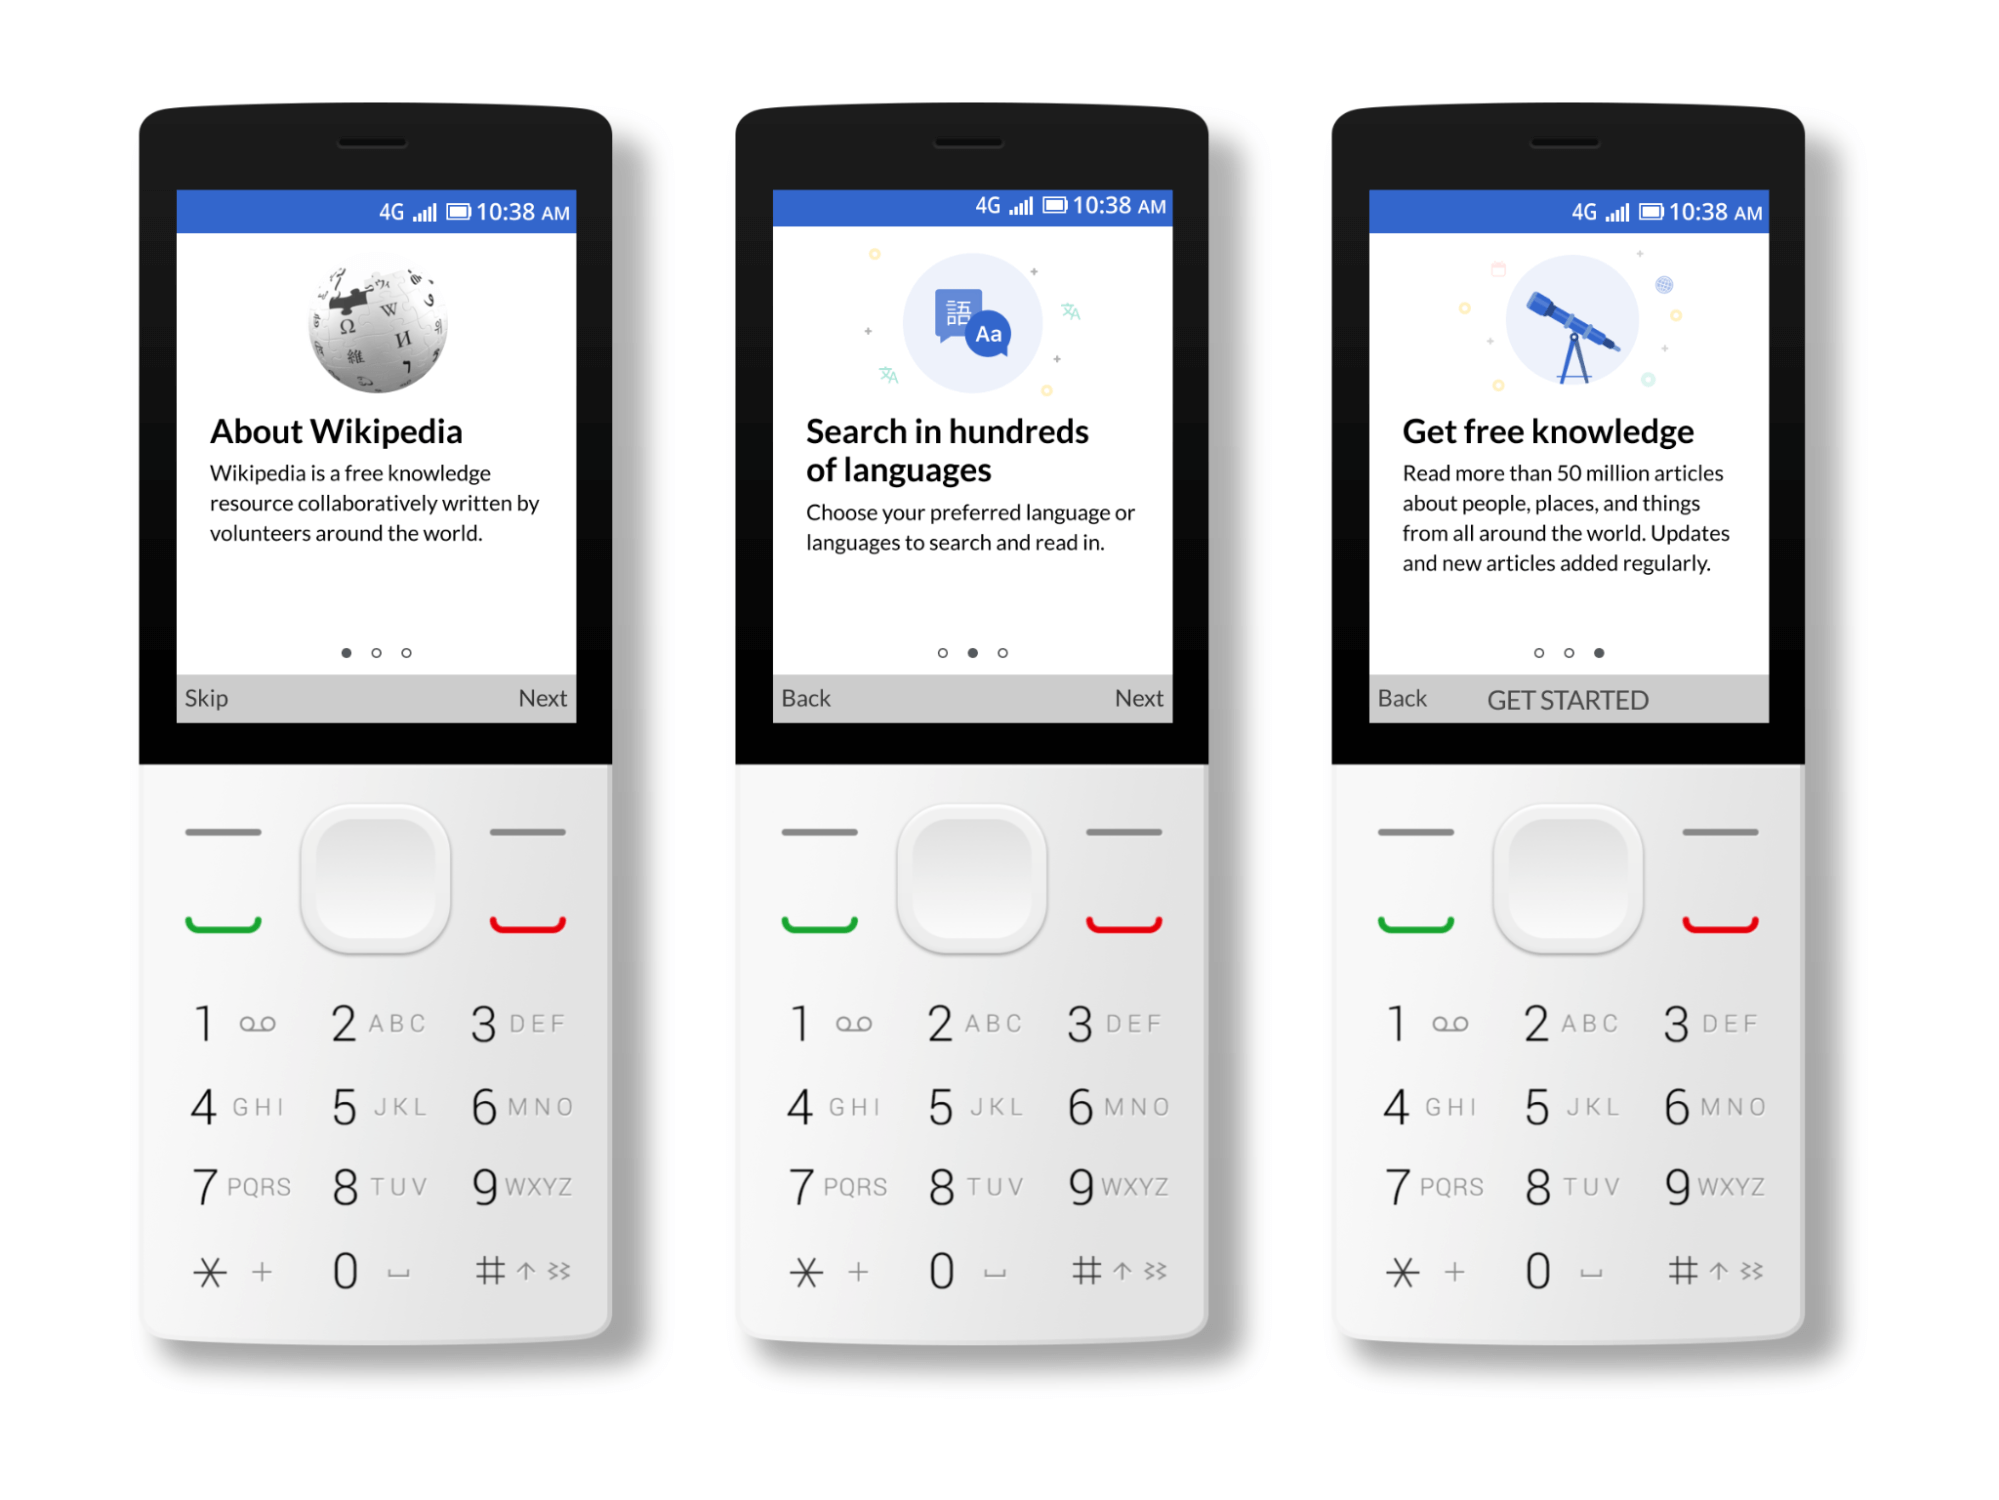 4G 10:38 AM
Ω W И 維
About Wikipedia
Wikipedia is a free knowledge
resource collaboratively written by
volunteers around the world.
Skip Next
1 2 ABC 3 DEF
4 GHI 5 JKL 6 MNO
7 PQRS 8 TUV 9 WXYZ
* + 0 #
4G 10:38 AM
語 Aa
Search in hundreds
of languages
Choose your preferred language or
languages to search and read in.
Back Next
1 2 ABC 3 DEF
4 GHI 5 JKL 6 MNO
7 PQRS 8 TUV 9 WXYZ
* + 0 #
4G 10:38 AM
Get free knowledge
Read more than 50 million articles
about people, places, and things
from all around the world. Updates
and new articles added regularly.
Back GET STARTED
1 2 ABC 3 DEF
4 GHI 5 JKL 6 MNO
7 PQRS 8 TUV 9 WXYZ
* + 0 #